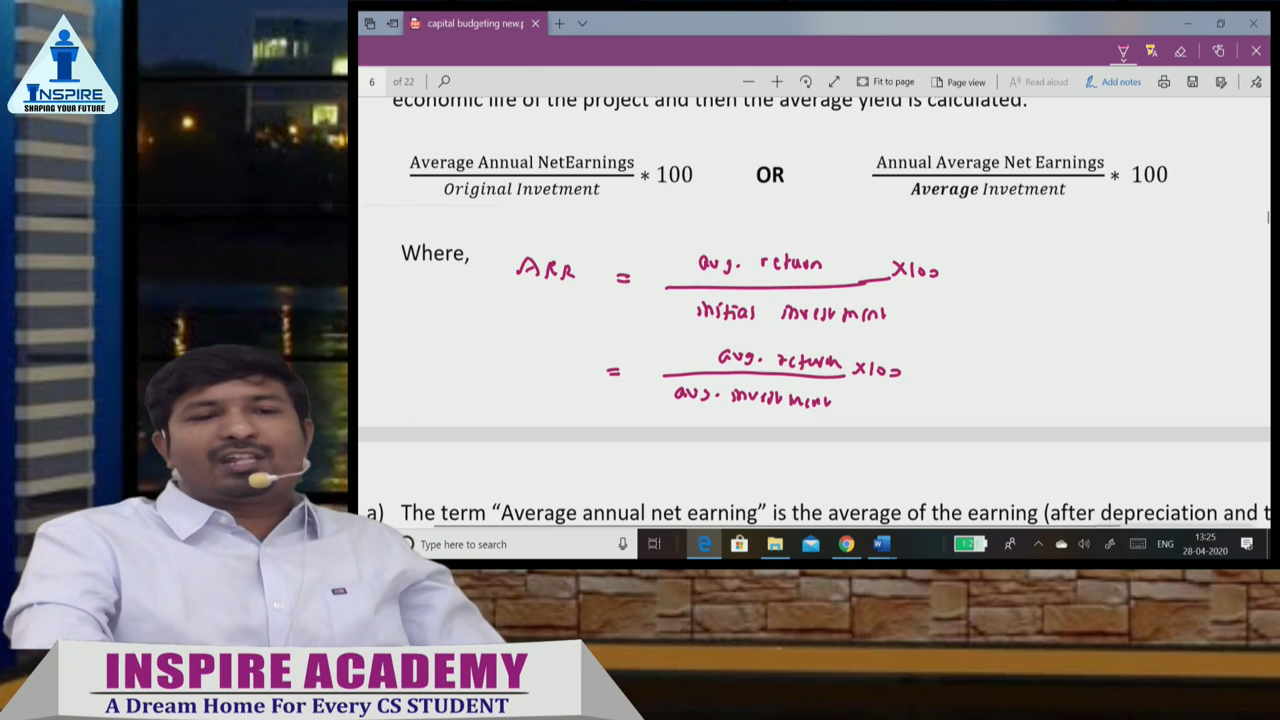 INSPIRE
SHAPING YOUR FUTURE
capital budgeting new.p
6 of 22
Fit to page
Page view
Read aloud
Add notes
economic life of the project and then the average yield is calculated.
Average Annual NetEarnings
Original Invetment
* 100
OR
Annual Average Net Earnings
Average Invetment
* 100
Where,
ARR = avg. return
initial investment
X100
= avg. return
avg. investment
X100
a) The term “Average annual net earning” is the average of the earning (after depreciation and t
Type here to search
ENG
13:25
28-04-2020
INSPIRE ACADEMY
A Dream Home For Every CS STUDENT